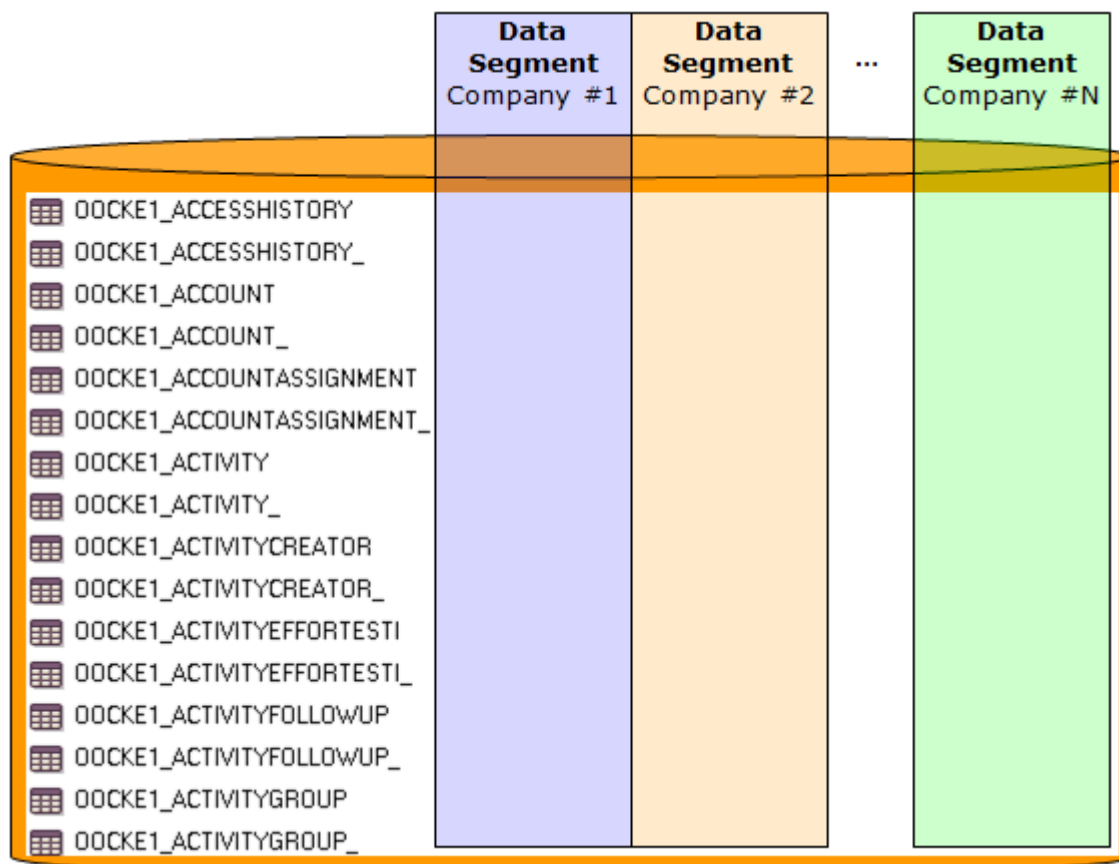 Data
Segment
Company #1
Data
Segment
Company #2
...
Data
Segment
Company #N
OOCKE1_ACCESSHISTORY
OOCKE1_ACCESSHISTORY_
OOCKE1_ACCOUNT
OOCKE1_ACCOUNT_
OOCKE1_ACCOUNTASSIGNMENT
OOCKE1_ACCOUNTASSIGNMENT_
OOCKE1_ACTIVITY
OOCKE1_ACTIVITY_
OOCKE1_ACTIVITYCREATOR
OOCKE1_ACTIVITYCREATOR_
OOCKE1_ACTIVITYEFFORTESTI
OOCKE1_ACTIVITYEFFORTESTI_
OOCKE1_ACTIVITYFOLLOWUP
OOCKE1_ACTIVITYFOLLOWUP_
OOCKE1_ACTIVITYGROUP
OOCKE1_ACTIVITYGROUP_